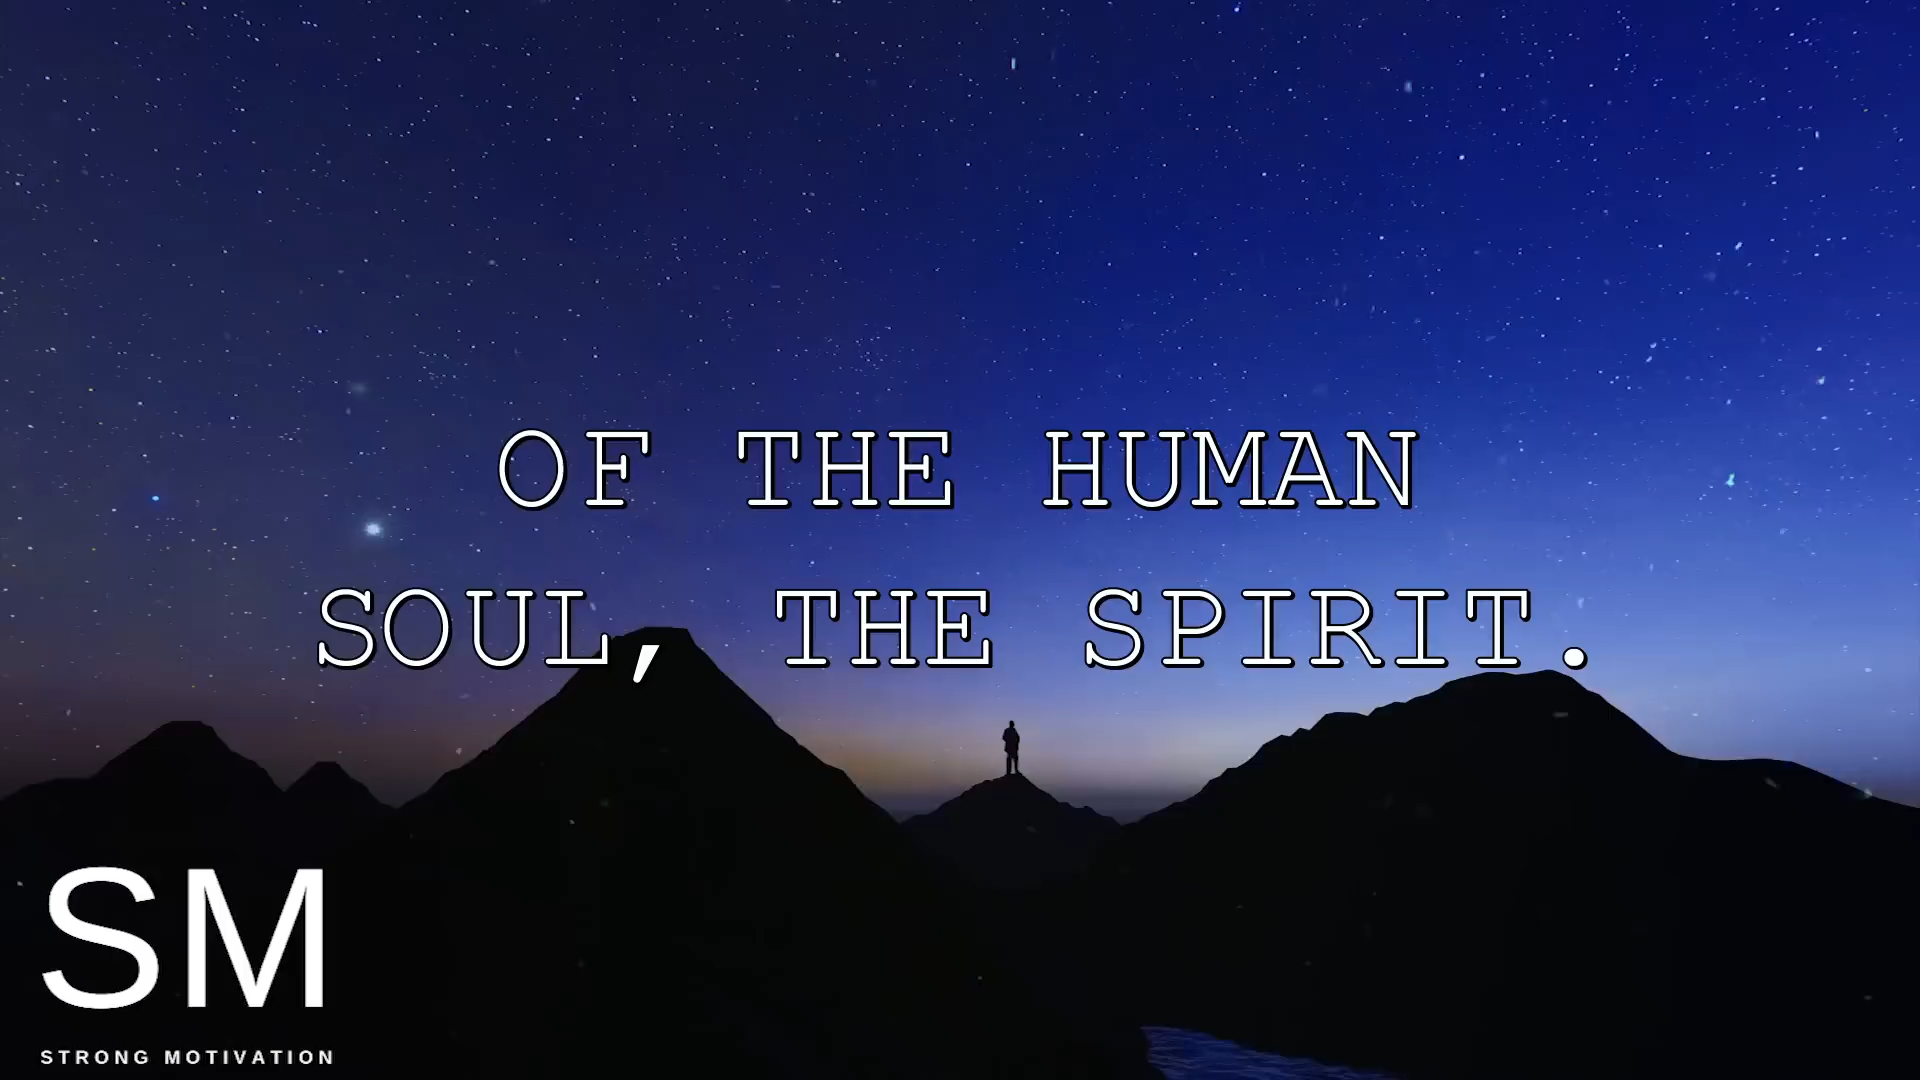 OF THE HUMAN
SOUL, THE SPIRIT.
SM
STRONG MOTIVATION